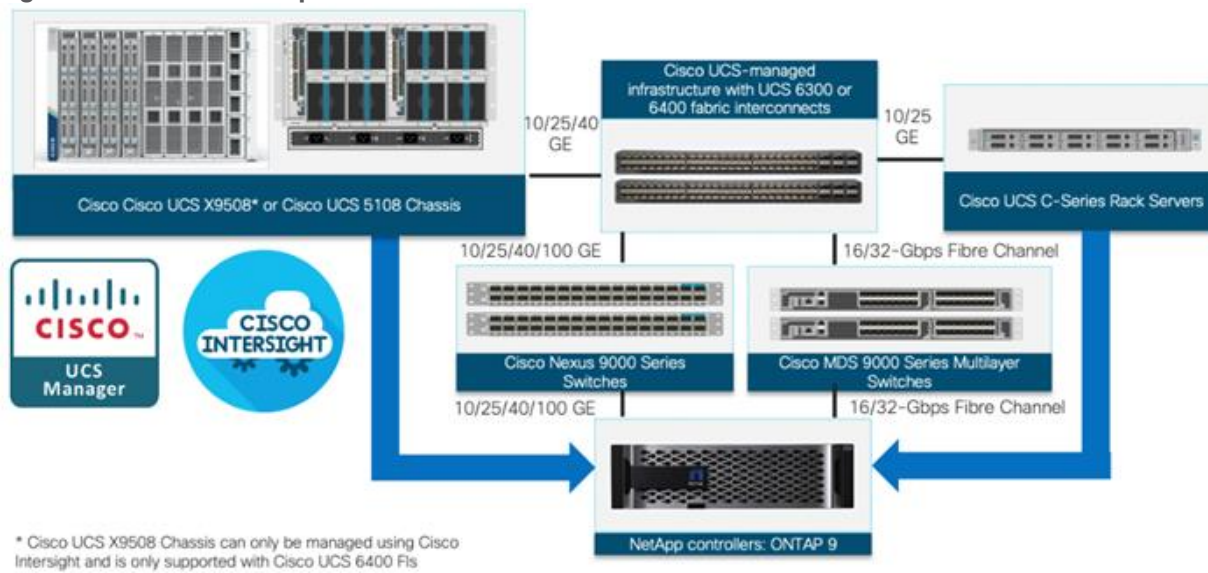 Cisco UCS-managed
infrastructure with UCS 6300 or
6400 fabric interconnects
10/25/40
GE
10/25
GE
Cisco Cisco UCS X9508* or Cisco UCS 5108 Chassis
Cisco UCS C-Series Rack Servers
10/25/40/100 GE
16/32-Gbps Fibre Channel
CISCO
UCS
Manager
CISCO
INTERSIGHT
Cisco Nexus 9000 Series
Switches
Cisco MDS 9000 Series Multilayer
Switches
10/25/40/100 GE
16/32-Gbps Fibre Channel
NetApp controllers: ONTAP 9
* Cisco UCS X9508 Chassis can only be managed using Cisco
Intersight and is only supported with Cisco UCS 6400 FIs